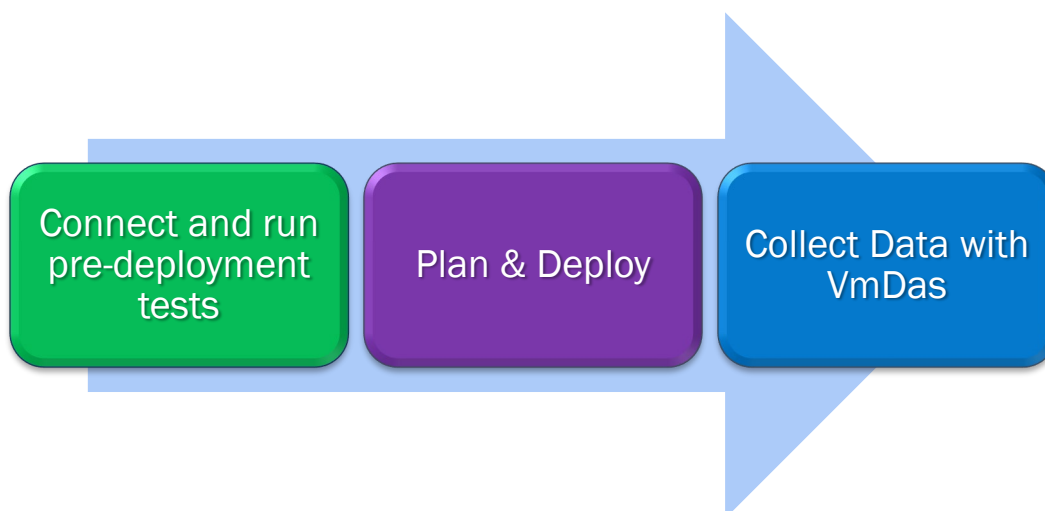 Connect and run
pre-deployment
tests
Plan & Deploy
Collect Data with
VmDas